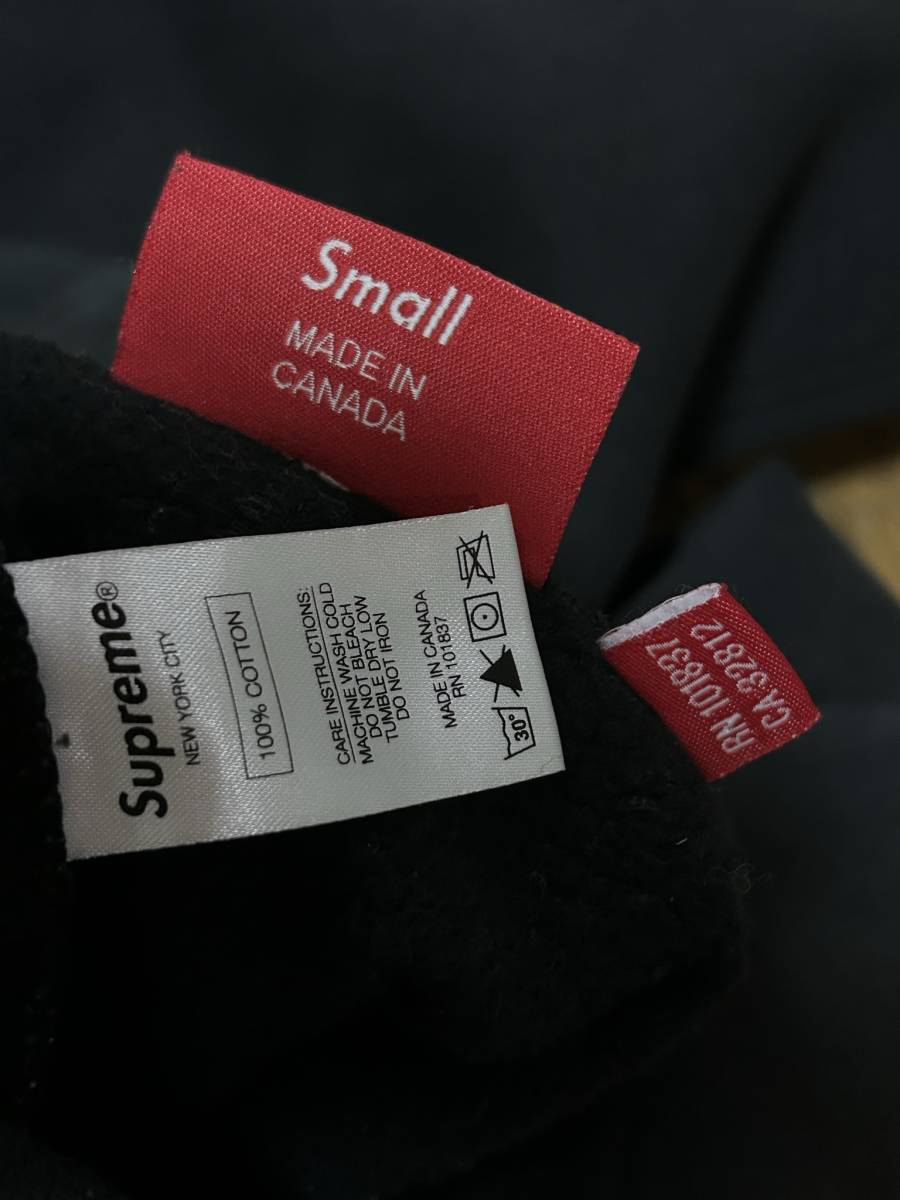 Small
MADE IN
CANADA
Supreme®
NEW YORK CITY
100% COTTON
CARE INSTRUCTIONS:
MACHINE WASH COLD
DO NOT BLEACH
TUMBLE DRY LOW
DO NOT IRON
MADE IN CANADA
RN 101837
30°
RN 101837
CA 32812